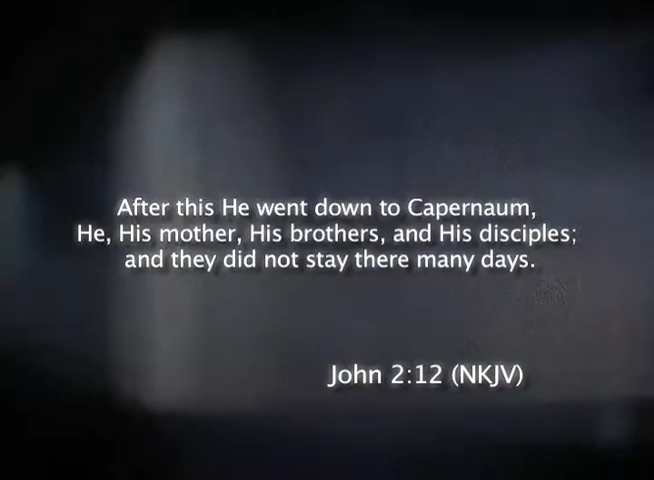 After this He went down to Capernaum,
He, His mother, His brothers, and His disciples;
and they did not stay there many days.
John 2:12 (NKJV)